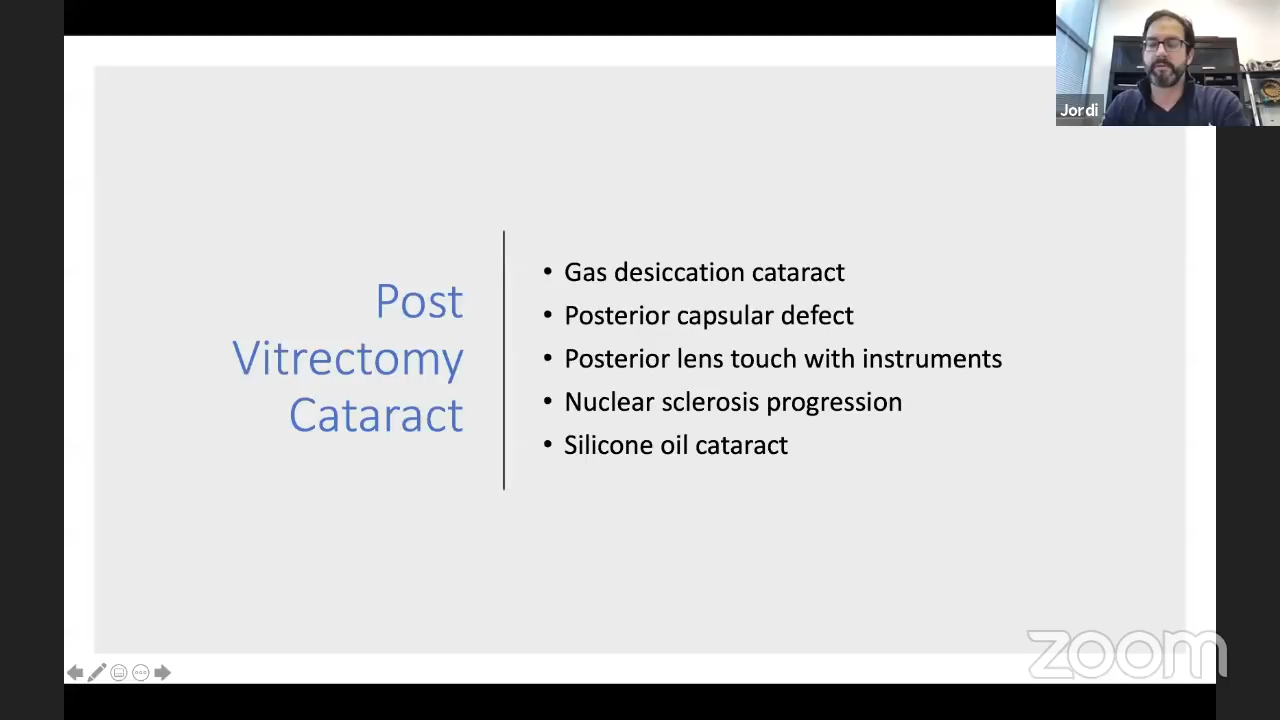 Jordi
Post
Vitrectomy
Cataract
• Gas desiccation cataract
• Posterior capsular defect
• Posterior lens touch with instruments
• Nuclear sclerosis progression
• Silicone oil cataract
zoom